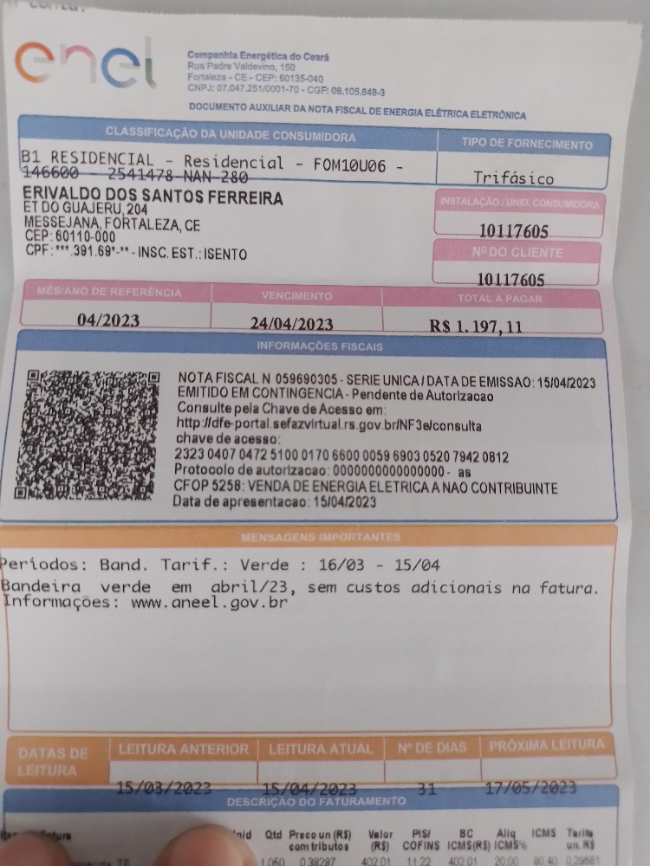 enel
Companhia Energética do Ceará
Rua Padre Valdevino, 150
Fortaleza - CE - CEP: 60135-040
CNPJ: 07.047.251/0001-70 - CGF: 06.105.848-3
DOCUMENTO AUXILIAR DA NOTA FISCAL DE ENERGIA ELÉTRICA ELETRÔNICA
CLASSIFICAÇÃO DA UNIDADE CONSUMIDORA
TIPO DE FORNECIMENTO
B1 RESIDENCIAL - Residencial - FOM10U06 -
146600 - 2541478-NAN-280
Trifásico
ERIVALDO DOS SANTOS FERREIRA
ET DO GUAJERU, 204
MESSEJANA, FORTALEZA, CE
CEP: 60110-000
CPF: ***.391.69*-** - INSC. EST.: ISENTO
INSTALAÇÃO / UNID. CONSUMIDORA
10117605
Nº DO CLIENTE
10117605
MÊS/ANO DE REFERÊNCIA VENCIMENTO TOTAL A PAGAR
04/2023 24/04/2023 R$ 1.197,11
INFORMAÇÕES FISCAIS
NOTA FISCAL N 059690305 - SERIE UNICA / DATA DE EMISSAO: 15/04/2023
EMITIDO EM CONTINGENCIA - Pendente de Autorizacao
Consulte pela Chave de Acesso em:
http://dfe-portal.sefazvirtual.rs.gov.br/NF3e/consulta
chave de acesso:
2323 0407 0472 5100 0170 6600 0059 6903 0520 7942 0812
Protocolo de autorizacao: 0000000000000000 - as
CFOP 5258: VENDA DE ENERGIA ELETRICA A NAO CONTRIBUINTE
Data de apresentacao: 15/04/2023
MENSAGENS IMPORTANTES
Períodos: Band. Tarif.: Verde : 16/03 - 15/04
Bandeira verde em abril/23, sem custos adicionais na fatura.
Informações: www.aneel.gov.br
DATAS DE LEITURA
LEITURA ANTERIOR LEITURA ATUAL Nº DE DIAS PRÓXIMA LEITURA
15/03/2023 15/04/2023 31 17/05/2023
DESCRIÇÃO DO FATURAMENTO
Qtd Preco un (R$) com tributos Valor (R$) PIS/ COFINS BC ICMS(R$) Aliq ICMS% ICMS Tarifa un. R$
TE 1.050 0,38287 402.01 11.22 402.01 20.00 80.40